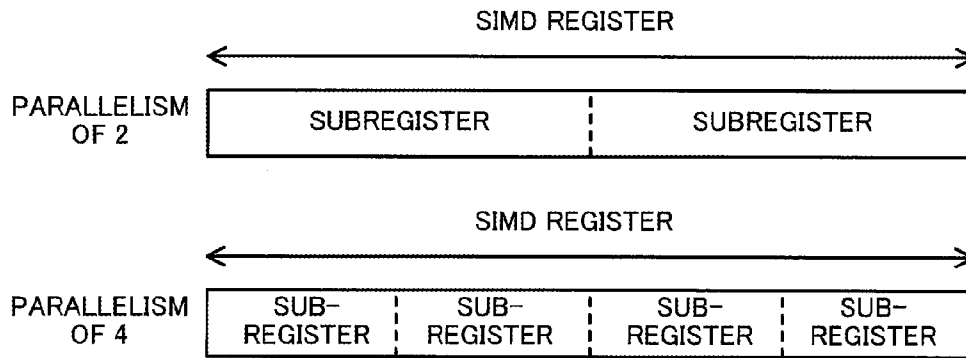 SIMD REGISTER
PARALLELISM
OF 2
SUBREGISTER
SUBREGISTER
SIMD REGISTER
PARALLELISM
OF 4
SUB-
REGISTER
SUB-
REGISTER
SUB-
REGISTER
SUB-
REGISTER